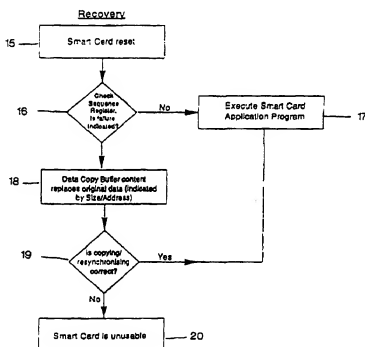 Recovery
15
Smart Card reset
16
Check
Sequence
Register.
Is failure
indicated?
No
Execute Smart Card
Application Program
17
18
Data Copy Buffer content
replaces original data (indicated
by Size/Address)
19
Is copying/
resynchronising
correct?
Yes
No
Smart Card is unusable
20